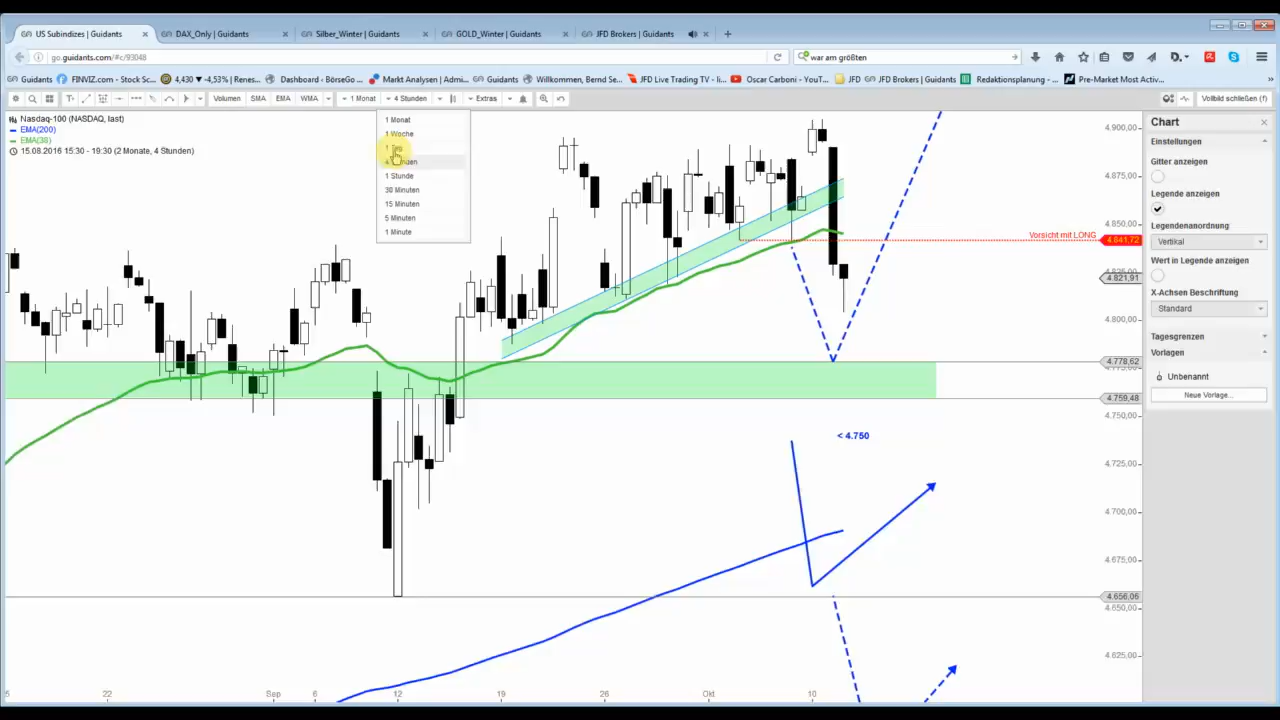 US Subindizes | Guidants
DAX_Only | Guidants
Silber_Winter | Guidants
GOLD_Winter | Guidants
JFD Brokers | Guidants
go.guidants.com/#c/93048
war am größten
Guidants
FINVIZ.com - Stock Sc...
4,430 ▼ -4,53% | Renes...
Dashboard - BörseGo ...
Markt Analysen | Admi...
Guidants
Willkommen, Bernd Se...
JFD Live Trading TV - li...
Oscar Carboni - YouT...
JFD
JFD Brokers | Guidants
Redaktionsplanung - ...
Pre-Market Most Activ...
Volumen
SMA
EMA
WMA
1 Monat
4 Stunden
Extras
Vollbild schließen (f)
Nasdaq-100 (NASDAQ, last)
EMA(200)
EMA(38)
15.08.2016 15:30 - 19:30 (2 Monate, 4 Stunden)
1 Monat
1 Woche
1 Stunde
30 Minuten
15 Minuten
5 Minuten
1 Minute
Vorsicht mit LONG
< 4.750
4.900,00
4.875,00
4.850,00
4.841,72
4.821,91
4.800,00
4.778,62
4.759,48
4.750,00
4.725,00
4.700,00
4.675,00
4.656,06
4.650,00
4.625,00
22
Sep
6
12
19
26
Okt
10
Chart
Einstellungen
Gitter anzeigen
Legende anzeigen
Legendenanordnung
Vertikal
Wert in Legende anzeigen
X-Achsen Beschriftung
Standard
Tagesgrenzen
Vorlagen
Unbenannt
Neue Vorlage...